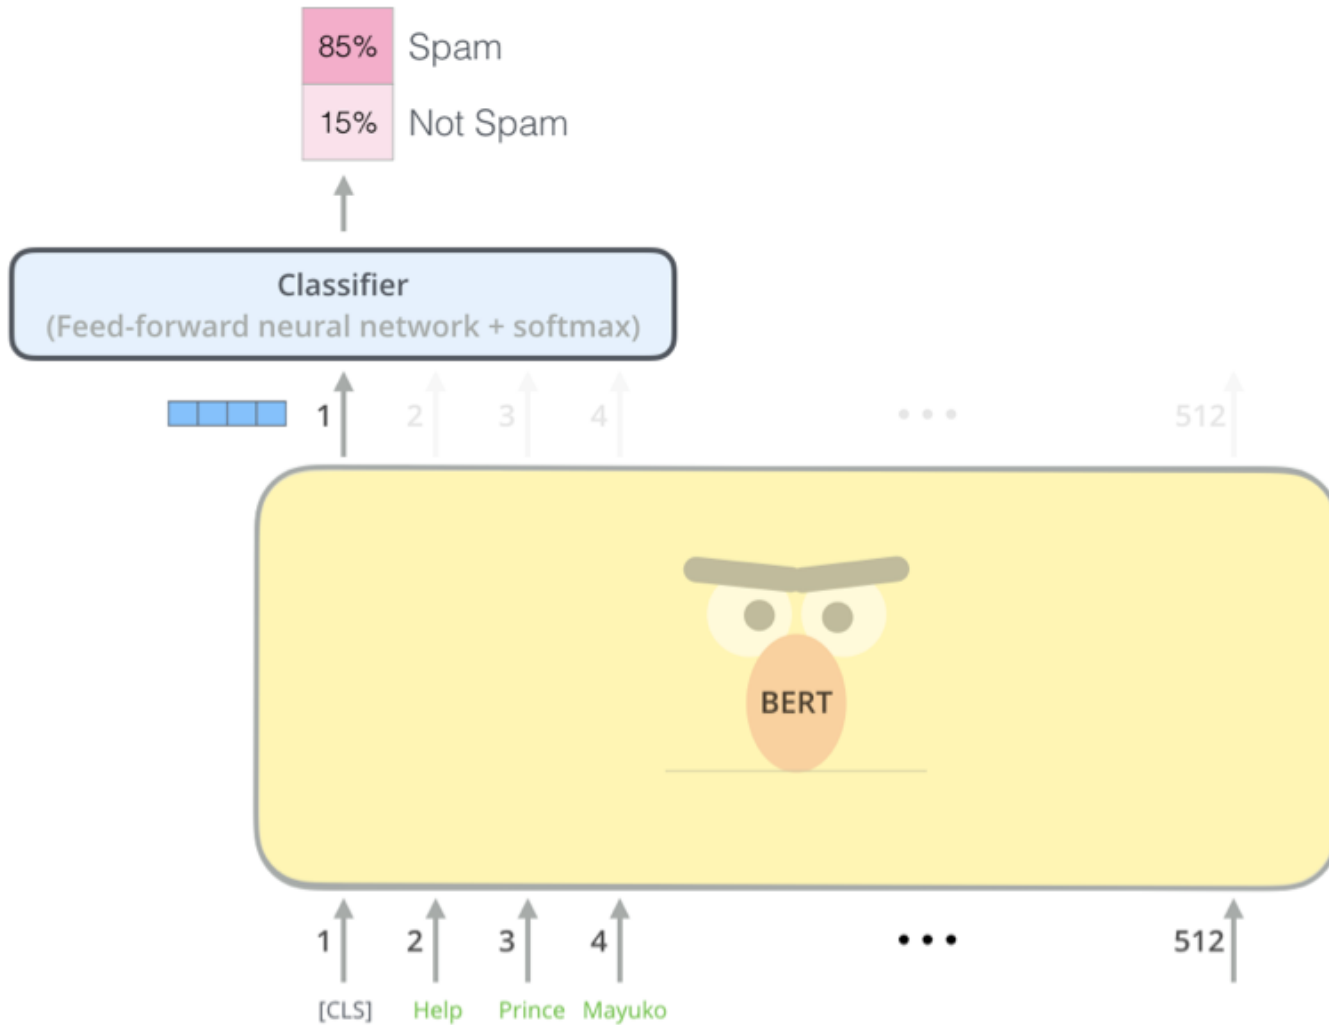 85% Spam
15% Not Spam
Classifier
(Feed-forward neural network + softmax)
1 2 3 4 ••• 512
BERT
1 2 3 4 ••• 512
[CLS] Help Prince Mayuko